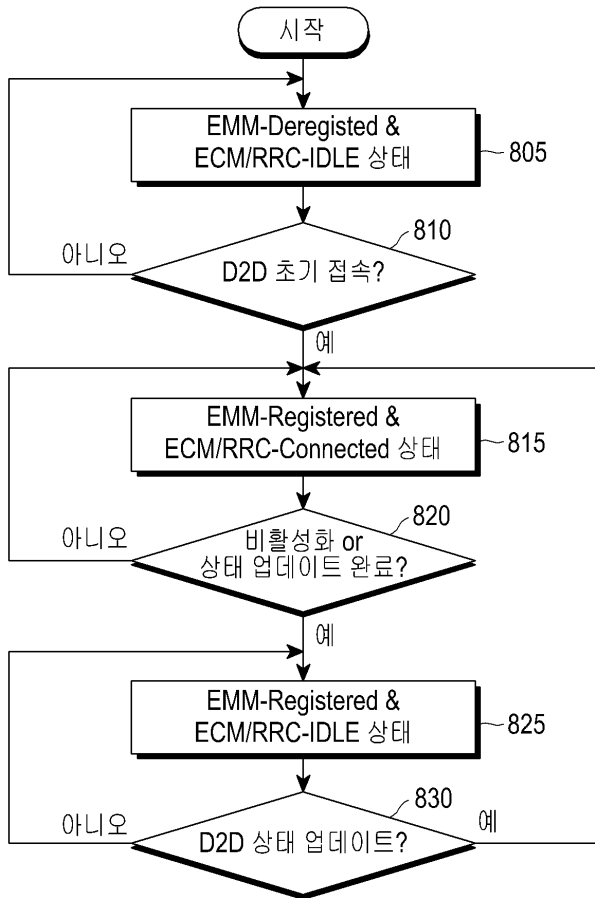 시작
EMM-Deregisted &
ECM/RRC-IDLE 상태
805
810
아니오
D2D 초기 접속?
예
EMM-Registered &
ECM/RRC-Connected 상태
815
820
아니오
비활성화 or
상태 업데이트 완료?
예
EMM-Registered &
ECM/RRC-IDLE 상태
825
830
아니오
D2D 상태 업데이트?
예